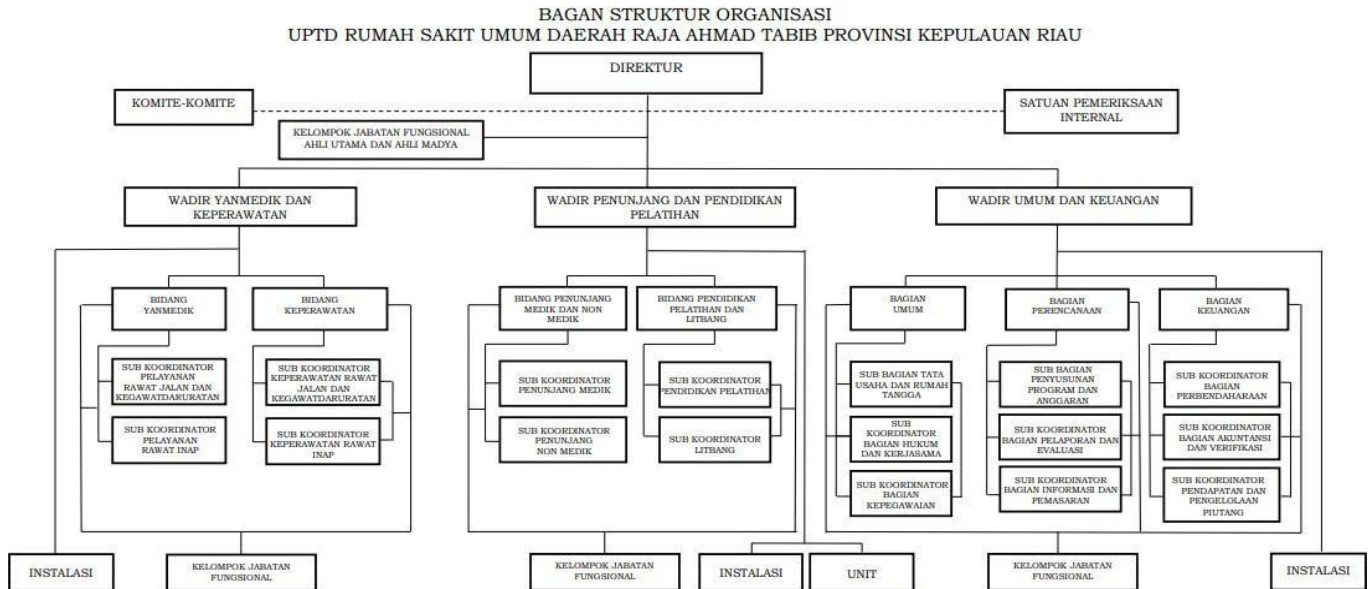 BAGAN STRUKTUR ORGANISASI
UPTD RUMAH SAKIT UMUM DAERAH RAJA AHMAD TABIB PROVINSI KEPULAUAN RIAU
DIREKTUR
KOMITE-KOMITE
SATUAN PEMERIKSAAN
INTERNAL
KELOMPOK JABATAN FUNGSIONAL
AHLI UTAMA DAN AHLI MADYA
WADIR YANMEDIK DAN
KEPERAWATAN
WADIR PENUNJANG DAN PENDIDIKAN
PELATIHAN
WADIR UMUM DAN KEUANGAN
BIDANG
YANMEDIK
BIDANG
KEPERAWATAN
BIDANG PENUNJANG
MEDIK DAN NON
MEDIK
BIDANG PENDIDIKAN
PELATIHAN DAN
LITBANG
BAGIAN
UMUM
BAGIAN
PERENCANAAN
BAGIAN
KEUANGAN
SUB KOORDINATOR
PELAYANAN
RAWAT JALAN DAN
KEGAWATDARURATAN
SUB KOORDINATOR
KEPERAWATAN RAWAT
JALAN DAN
KEGAWATDARURATAN
SUB KOORDINATOR
PENUNJANG MEDIK
SUB KOORDINATOR
PENDIDIKAN PELATIHAN
SUB BAGIAN TATA
USAHA DAN RUMAH
TANGGA
SUB BAGIAN
PENYUSUNAN
PROGRAM DAN
ANGGARAN
SUB KOORDINATOR
BAGIAN
PERBENDAHARAAN
SUB KOORDINATOR
PELAYANAN
RAWAT INAP
SUB KOORDINATOR
KEPERAWATAN RAWAT
INAP
SUB KOORDINATOR
PENUNJANG
NON MEDIK
SUB KOORDINATOR
LITBANG
SUB
KOORDINATOR
BAGIAN HUKUM
DAN KERJASAMA
SUB KOORDINATOR
BAGIAN PELAPORAN DAN
EVALUASI
SUB KOORDINATOR
BAGIAN AKUNTANSI
DAN VERIFIKASI
SUB KOORDINATOR
BAGIAN
KEPEGAWAIAN
SUB KOORDINATOR
BAGIAN INFORMASI DAN
PEMASARAN
SUB KOORDINATOR
PENDAPATAN DAN
PENGELOLAAN
PIUTANG
INSTALASI
KELOMPOK JABATAN
FUNGSIONAL
KELOMPOK JABATAN
FUNGSIONAL
INSTALASI
UNIT
KELOMPOK JABATAN
FUNGSIONAL
INSTALASI